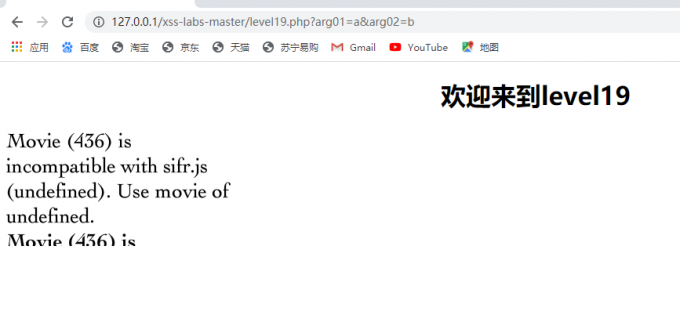 127.0.0.1/xss-labs-master/level19.php?arg01=a&arg02=b
应用 百度 淘宝 京东 天猫 苏宁易购 Gmail YouTube 地图
欢迎来到level19
Movie (436) is
incompatible with sifr.js
(undefined). Use movie of
undefined.
Movie (436) is